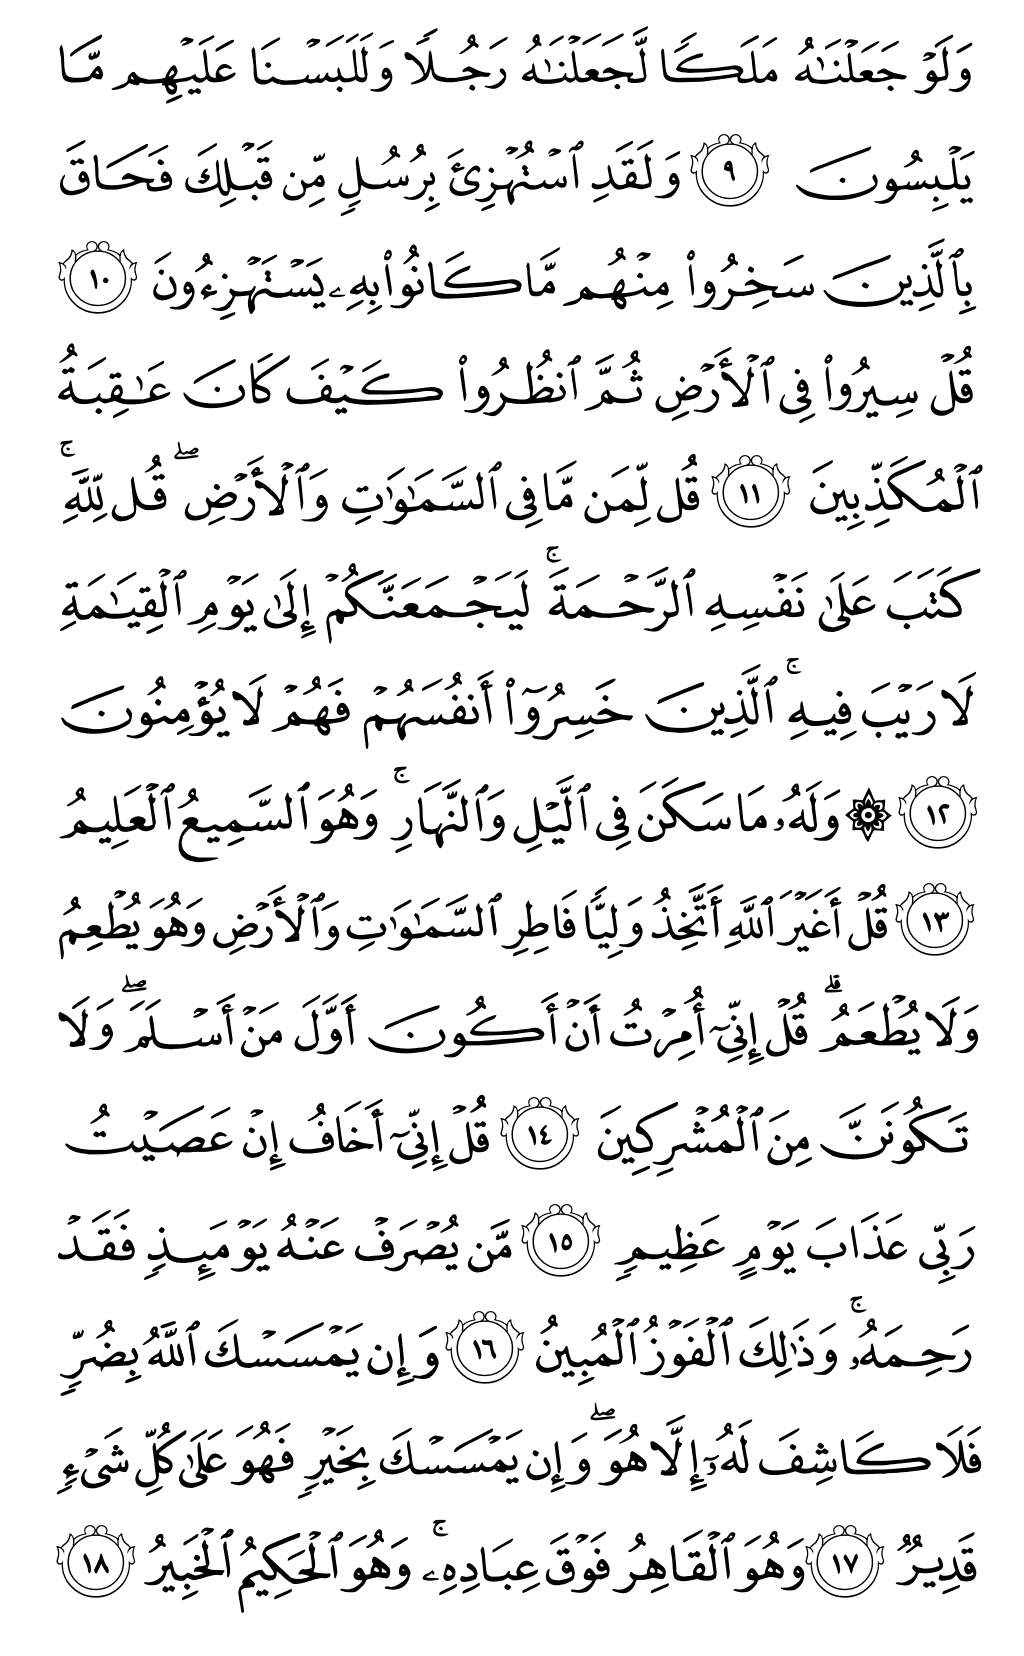 وَلَوۡ جَعَلۡنَٰهُ مَلَكٗا لَّجَعَلۡنَٰهُ رَجُلٗا وَلَلَبَسۡنَا عَلَيۡهِم مَّا
يَلۡبِسُونَ ٩ وَلَقَدِ ٱسۡتُهۡزِئَ بِرُسُلٖ مِّن قَبۡلِكَ فَحَاقَ
بِٱلَّذِينَ سَخِرُواْ مِنۡهُم مَّا كَانُواْ بِهِۦ يَسۡتَهۡزِءُونَ ١٠
قُلۡ سِيرُواْ فِي ٱلۡأَرۡضِ ثُمَّ ٱنظُرُواْ كَيۡفَ كَانَ عَٰقِبَةُ
ٱلۡمُكَذِّبِينَ ١١ قُل لِّمَن مَّا فِي ٱلسَّمَٰوَٰتِ وَٱلۡأَرۡضِۖ قُل لِّلَّهِۚ
كَتَبَ عَلَىٰ نَفۡسِهِ ٱلرَّحۡمَةَۚ لَيَجۡمَعَنَّكُمۡ إِلَىٰ يَوۡمِ ٱلۡقِيَٰمَةِ
لَا رَيۡبَ فِيهِۚ ٱلَّذِينَ خَسِرُوٓاْ أَنفُسَهُمۡ فَهُمۡ لَا يُؤۡمِنُونَ
١٢ ۞ وَلَهُۥ مَا سَكَنَ فِي ٱلَّيۡلِ وَٱلنَّهَارِۚ وَهُوَ ٱلسَّمِيعُ ٱلۡعَلِيمُ
١٣ قُلۡ أَغَيۡرَ ٱللَّهِ أَتَّخِذُ وَلِيّٗا فَاطِرِ ٱلسَّمَٰوَٰتِ وَٱلۡأَرۡضِ وَهُوَ يُطۡعِمُ
وَلَا يُطۡعَمُۗ قُلۡ إِنِّيٓ أُمِرۡتُ أَنۡ أَكُونَ أَوَّلَ مَنۡ أَسۡلَمَۖ وَلَا
تَكُونَنَّ مِنَ ٱلۡمُشۡرِكِينَ ١٤ قُلۡ إِنِّيٓ أَخَافُ إِنۡ عَصَيۡتُ
رَبِّي عَذَابَ يَوۡمٍ عَظِيمٖ ١٥ مَّن يُصۡرَفۡ عَنۡهُ يَوۡمَئِذٖ فَقَدۡ
رَحِمَهُۥۚ وَذَٰلِكَ ٱلۡفَوۡزُ ٱلۡمُبِينُ ١٦ وَإِن يَمۡسَسۡكَ ٱللَّهُ بِضُرّٖ
فَلَا كَاشِفَ لَهُۥٓ إِلَّا هُوَۖ وَإِن يَمۡسَسۡكَ بِخَيۡرٖ فَهُوَ عَلَىٰ كُلِّ شَيۡءٖ
قَدِيرٞ ١٧ وَهُوَ ٱلۡقَاهِرُ فَوۡقَ عِبَادِهِۦۚ وَهُوَ ٱلۡحَكِيمُ ٱلۡخَبِيرُ ١٨